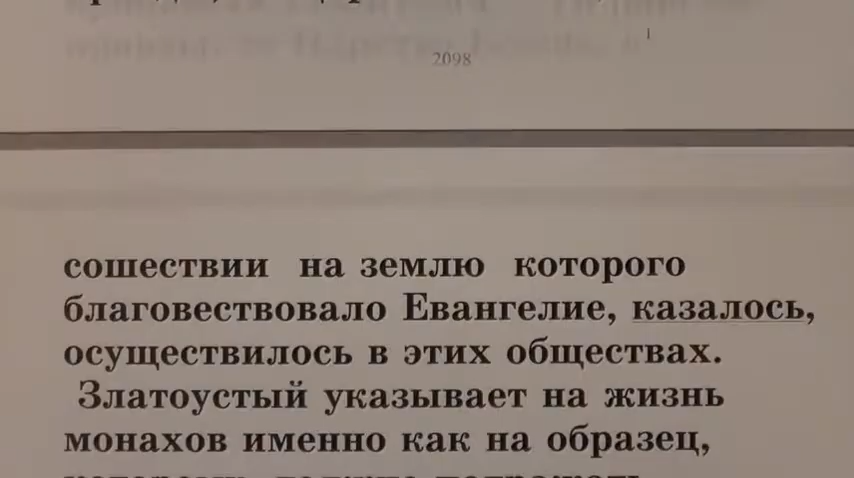 1
2098
сошествии на землю которого
благовествовало Евангелие, казалось,
осуществилось в этих обществах.
Златоустый указывает на жизнь
монахов именно как на образец,